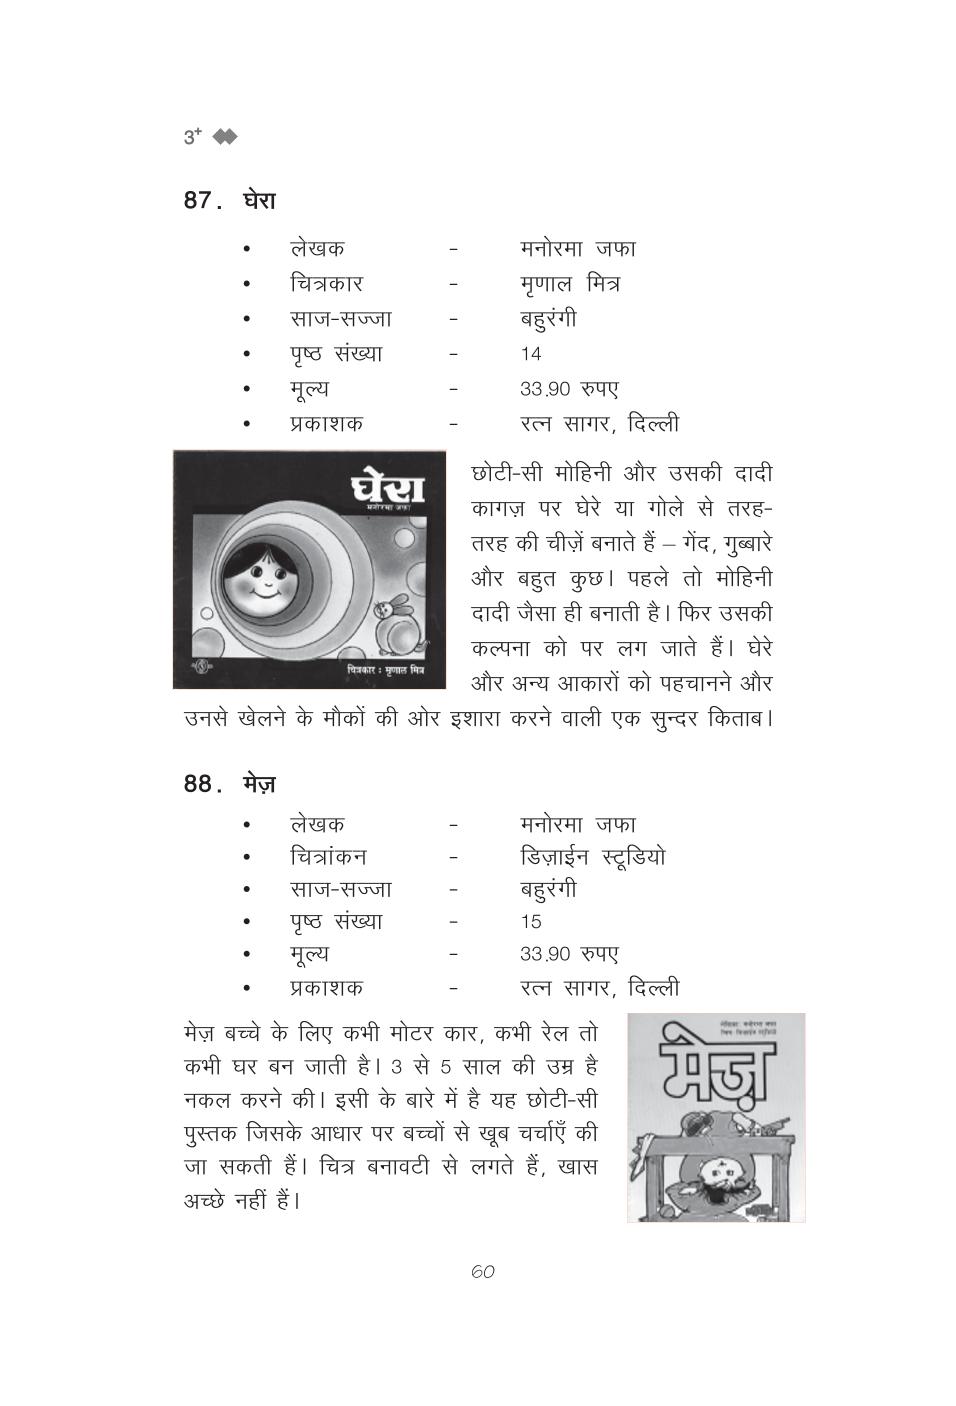 3+
87. घेरा
• लेखक - मनोरमा जफा
• चित्रकार - मृणाल मित्र
• साज-सज्जा - बहुरंगी
• पृष्ठ संख्या - 14
• मूल्य - 33.90 रुपए
• प्रकाशक - रत्न सागर, दिल्ली
घेरा
मनोरमा जफा
चित्रकार : मृणाल मित्र
छोटी-सी मोहिनी और उसकी दादी
कागज़ पर घेरे या गोले से तरह-
तरह की चीज़ें बनाते हैं – गेंद, गुब्बारे
और बहुत कुछ। पहले तो मोहिनी
दादी जैसा ही बनाती है। फिर उसकी
कल्पना को पर लग जाते हैं। घेरे
और अन्य आकारों को पहचानने और
उनसे खेलने के मौकों की ओर इशारा करने वाली एक सुन्दर किताब।
88. मेज़
• लेखक - मनोरमा जफा
• चित्रांकन - डिज़ाईन स्टूडियो
• साज-सज्जा - बहुरंगी
• पृष्ठ संख्या - 15
• मूल्य - 33.90 रुपए
• प्रकाशक - रत्न सागर, दिल्ली
मेज़ बच्चे के लिए कभी मोटर कार, कभी रेल तो
कभी घर बन जाती है। 3 से 5 साल की उम्र है
नकल करने की। इसी के बारे में है यह छोटी-सी
पुस्तक जिसके आधार पर बच्चों से खूब चर्चाएँ की
जा सकती हैं। चित्र बनावटी से लगते हैं, खास
अच्छे नहीं हैं।
लेखिका: मनोरमा जफा
मेज़
60